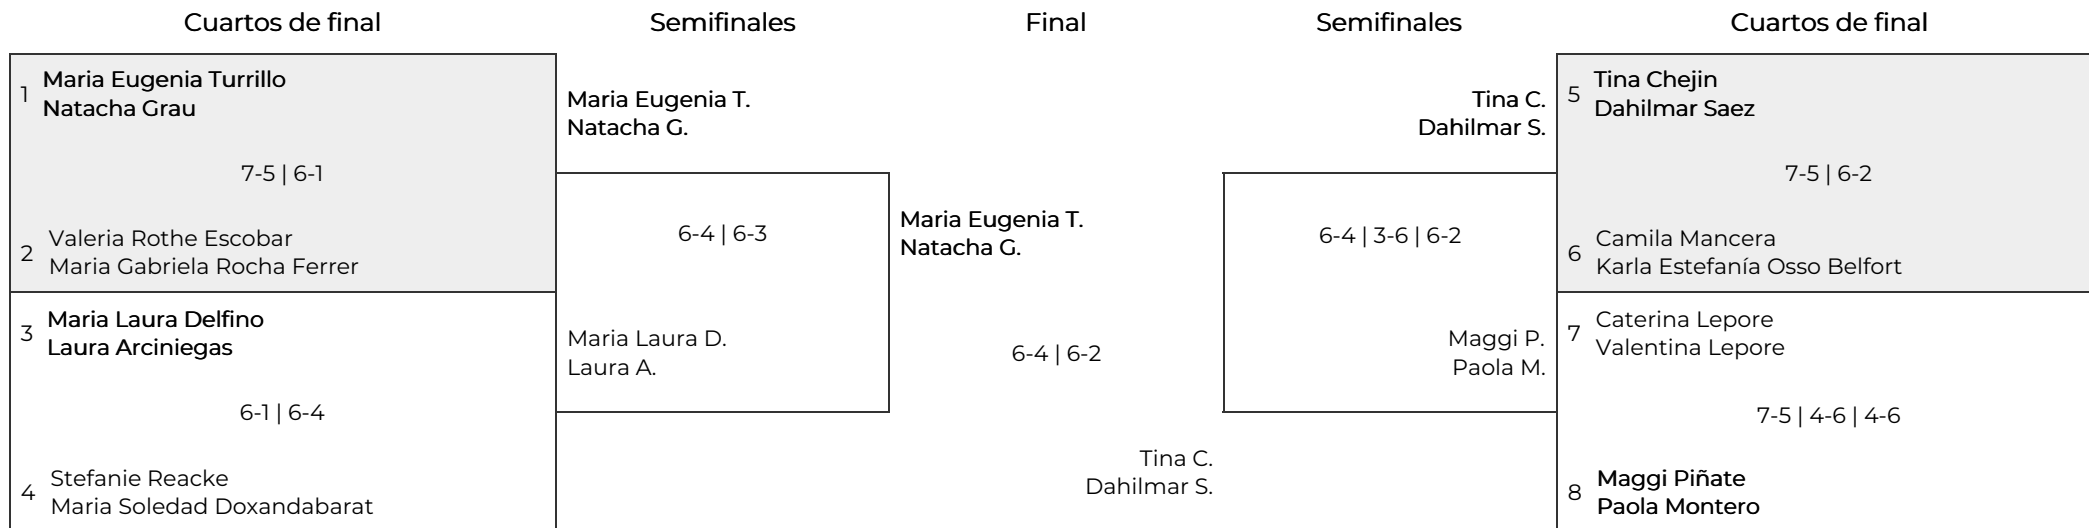 Cuartos de final
Semifinales
Final
Semifinales
Cuartos de final
1
Maria Eugenia Turrillo
Natacha Grau
7-5 | 6-1
2
Valeria Rothe Escobar
Maria Gabriela Rocha Ferrer
3
Maria Laura Delfino
Laura Arciniegas
6-1 | 6-4
4
Stefanie Reacke
Maria Soledad Doxandabarat
Maria Eugenia T.
Natacha G.
6-4 | 6-3
Maria Laura D.
Laura A.
Maria Eugenia T.
Natacha G.
6-4 | 6-2
Tina C.
Dahilmar S.
Tina C.
Dahilmar S.
6-4 | 3-6 | 6-2
Maggi P.
Paola M.
5
Tina Chejin
Dahilmar Saez
7-5 | 6-2
6
Camila Mancera
Karla Estefanía Osso Belfort
7
Caterina Lepore
Valentina Lepore
7-5 | 4-6 | 4-6
8
Maggi Piñate
Paola Montero